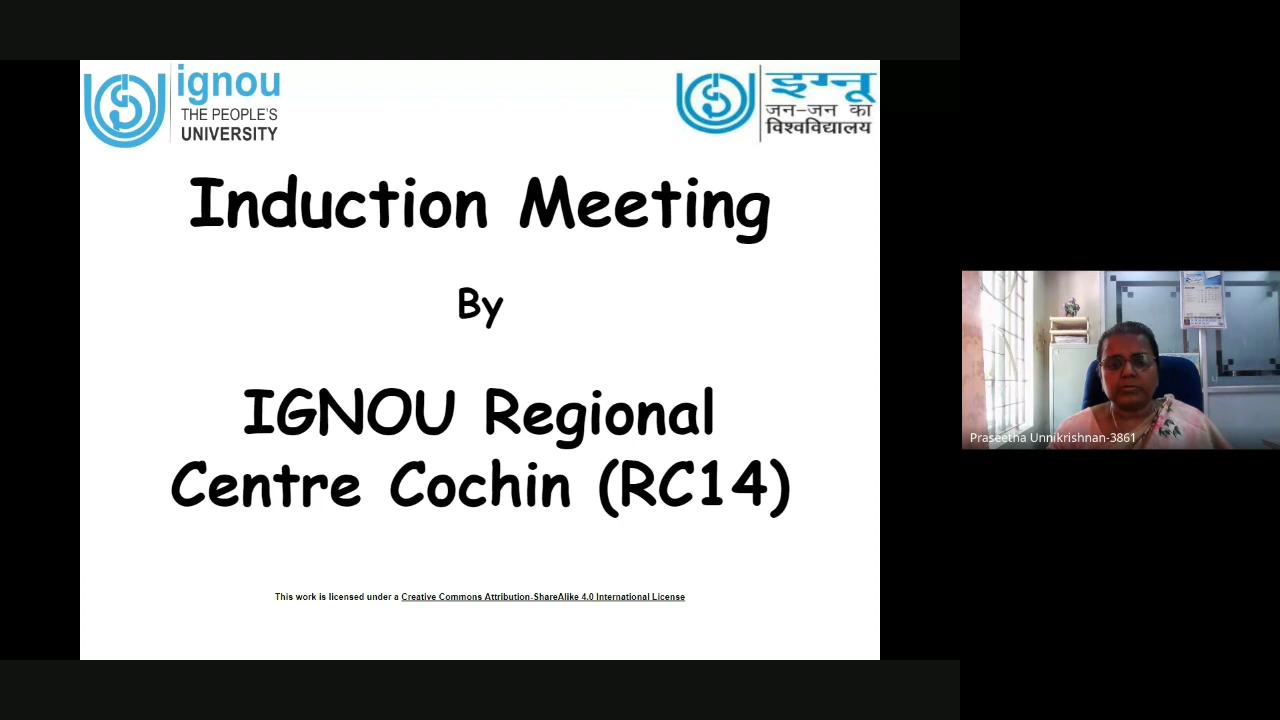 ignou
THE PEOPLE'S
UNIVERSITY
इग्नू
जन-जन का
विश्वविद्यालय
Induction Meeting
By
IGNOU Regional
Centre Cochin (RC14)
This work is licensed under a Creative Commons Attribution-ShareAlike 4.0 International License
Praseetha Unnikrishnan-3861